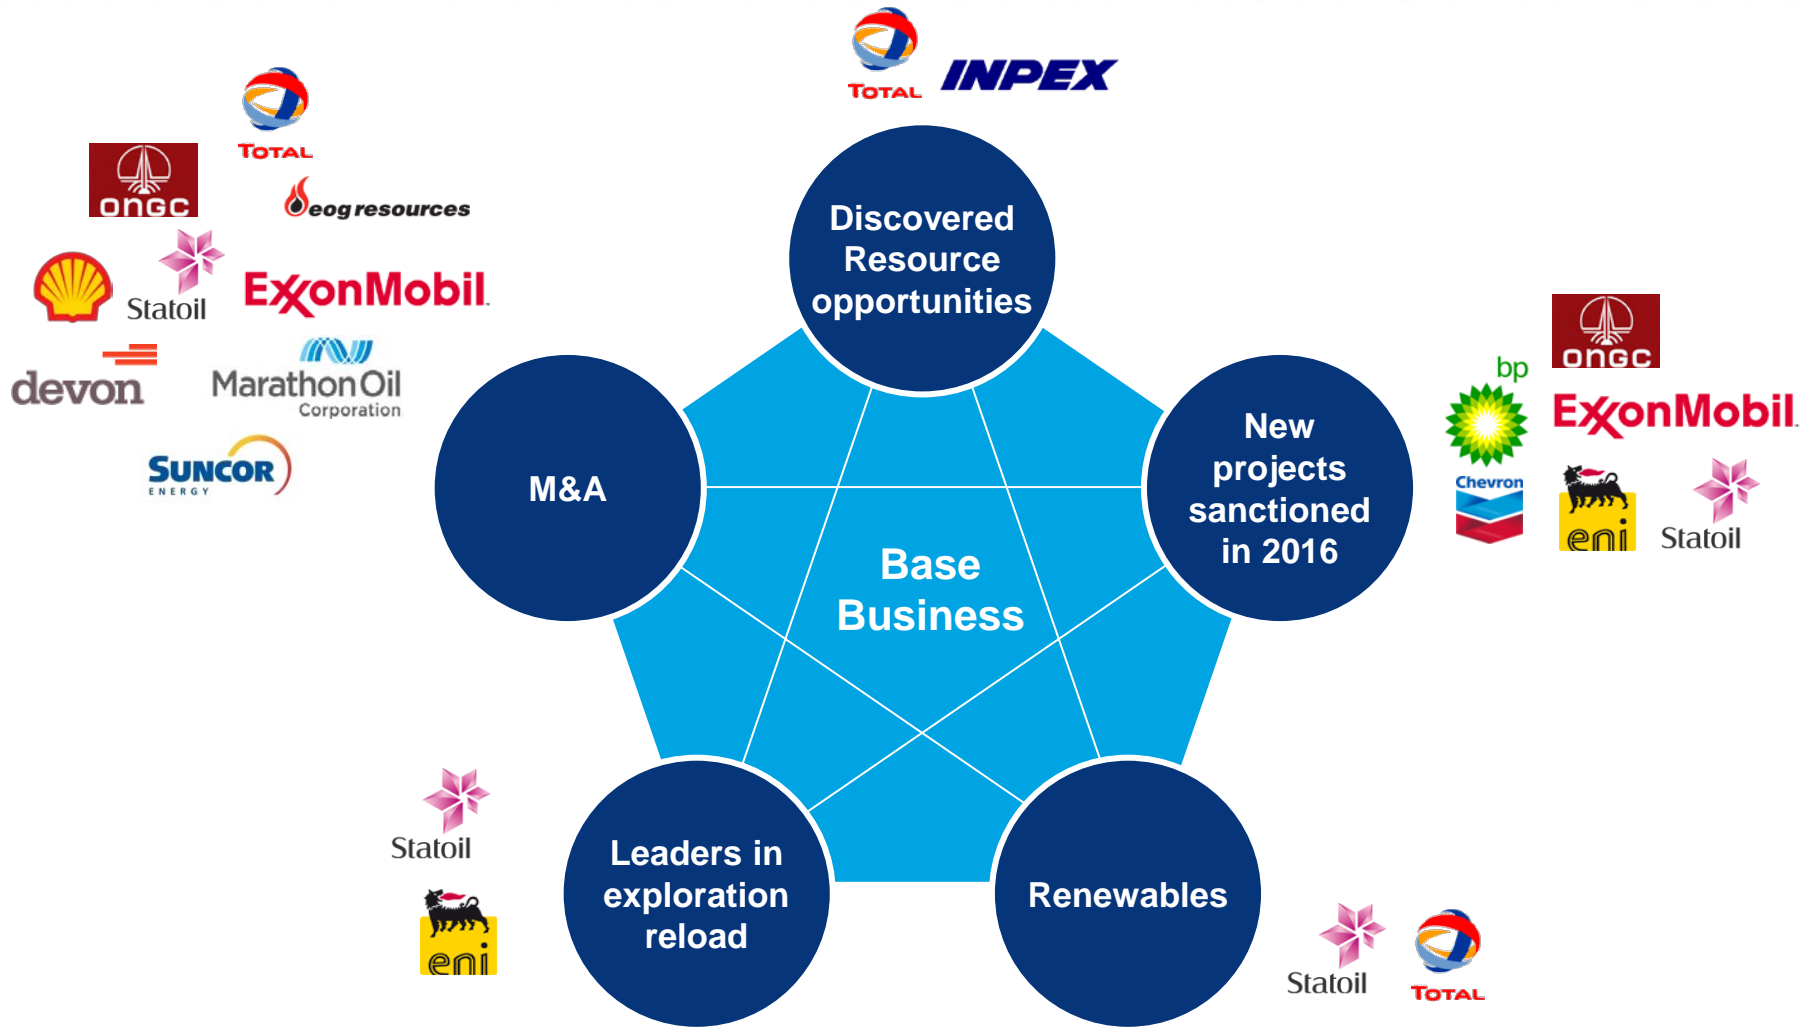 TOTAL
INPEX
TOTAL
ONGC
eog resources
Statoil
ExxonMobil
devon
Marathon Oil
Corporation
SUNCOR
ENERGY
Discovered
Resource
opportunities
M&A
New
projects
sanctioned
in 2016
ONGC
bp
ExxonMobil
Chevron
eni
Statoil
Base
Business
Statoil
eni
Leaders in
exploration
reload
Renewables
Statoil
TOTAL